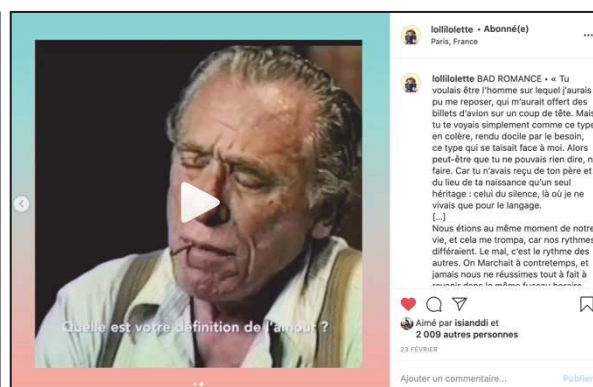 Quelle est votre définition de l'amour ?
lollilolette • Abonné(e)
Paris, France
lollilolette BAD ROMANCE • « Tu
voulais être l'homme sur lequel j'aurais
pu me reposer, qui m'aurait offert des
billets d'avion sur un coup de tête. Mais
tu te voyais simplement comme ce type
en colère, rendu docile par le besoin,
ce type qui se taisait face à moi. Alors
peut-être que tu ne pouvais rien dire, n
faire. Car tu n'avais reçu de ton père et
du lieu de ta naissance qu'un seul
héritage : celui du silence, là où je ne
vivais que pour le langage.
[...]
Nous étions au même moment de notre
vie, et cela me trompa, car nos rythmes
différaient. Le mal, c'est le rythme des
autres. On Marchait à contretemps, et
jamais nous ne réussîmes tout à fait à
revenir dans le même fuseau horaire
Aimé par isianddi et
2 009 autres personnes
23 FÉVRIER
Ajouter un commentaire...
Publier